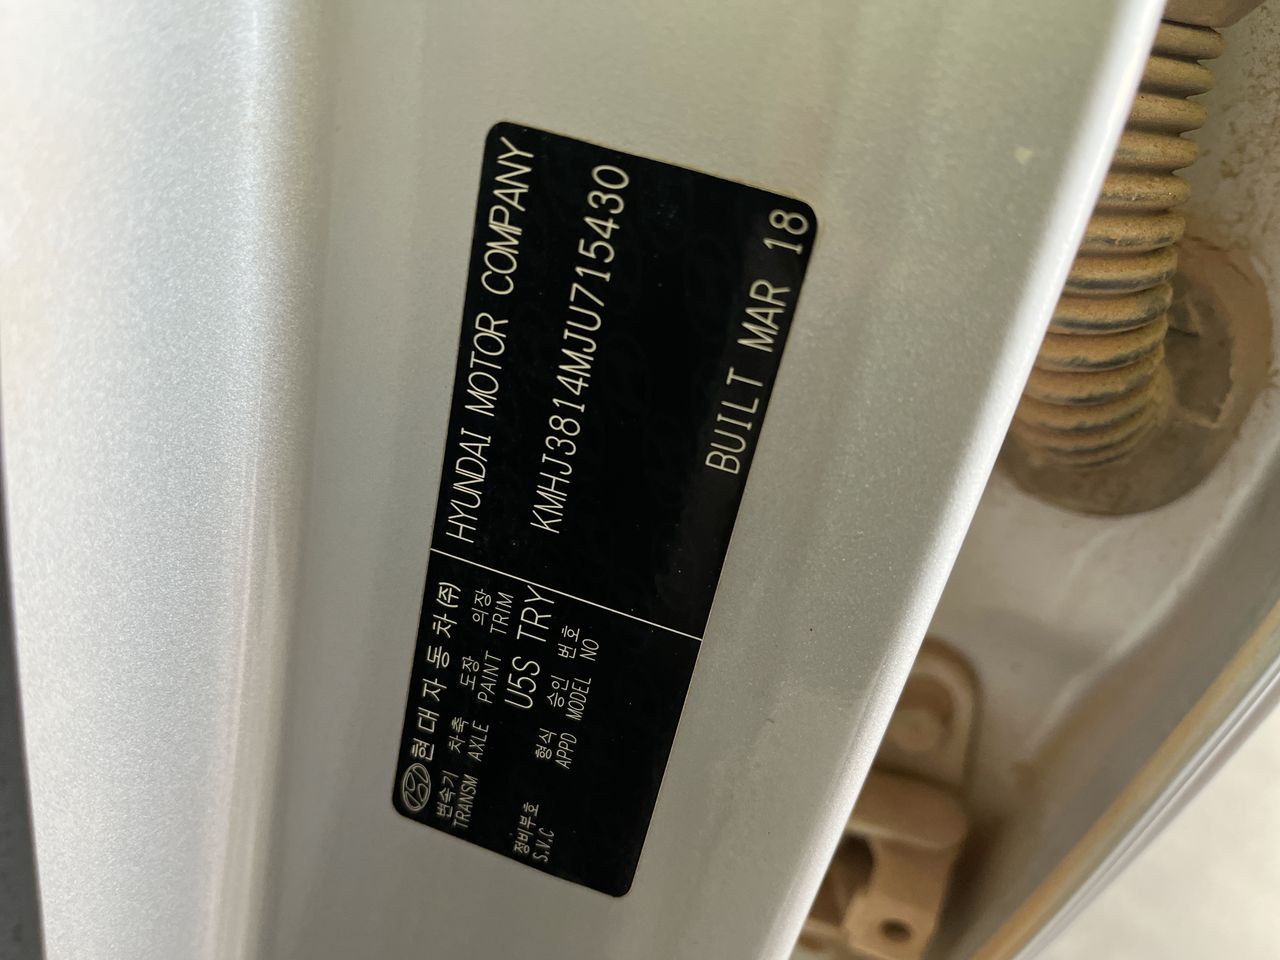 현대자동차(주)
HYUNDAI MOTOR COMPANY
변속기 차축 도장 의장
TRANSM AXLE PAINT TRIM
U5S TRY
KMHJ3814MJU715430
정비부호 형식 승인 번호
S.V.C APPD MODEL NO
BUILT MAR 18